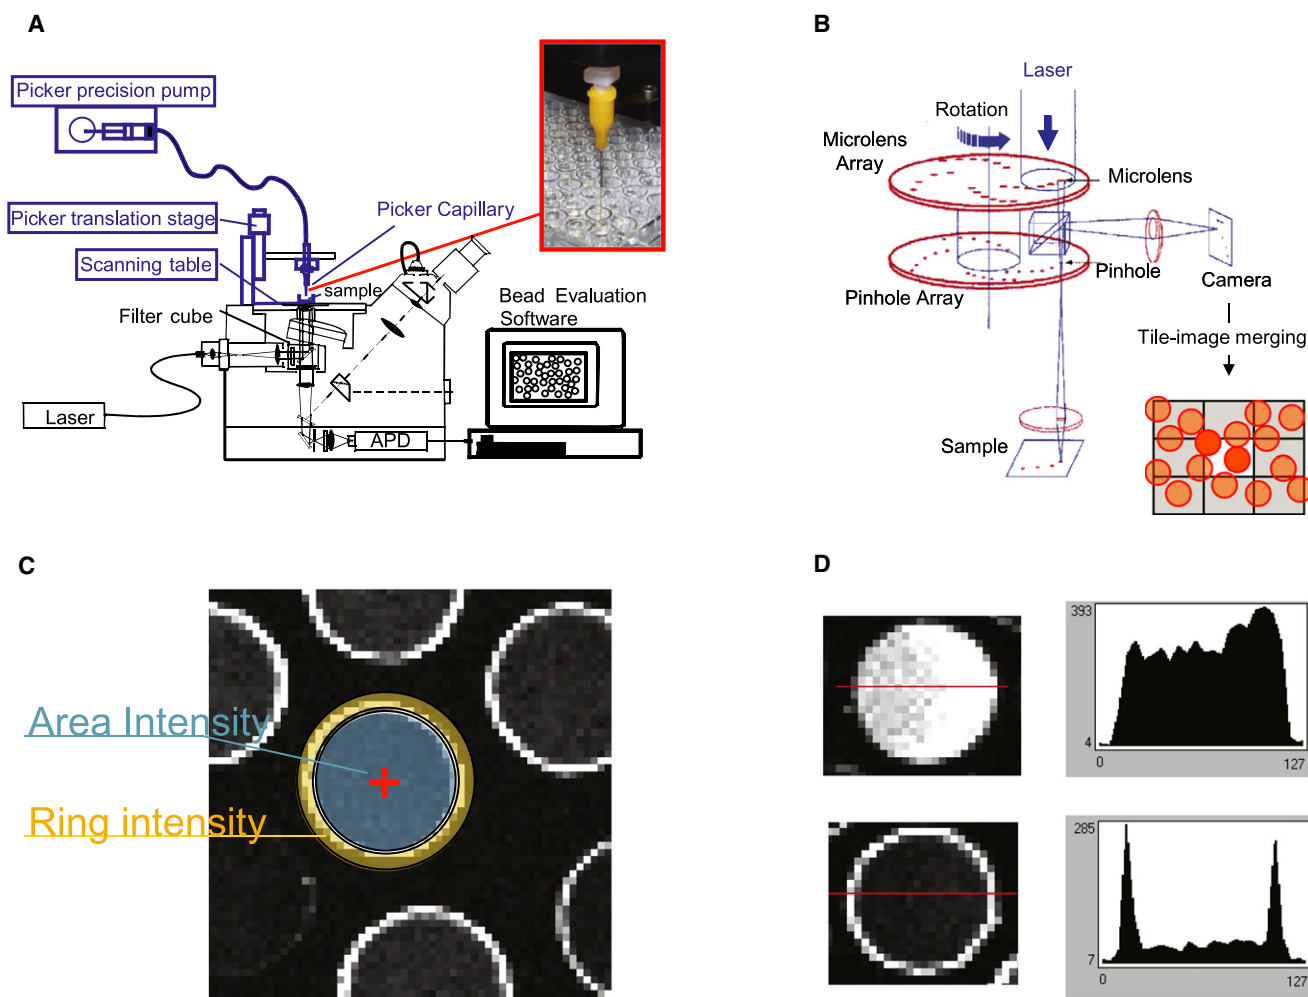 A
Picker precision pump
Picker translation stage
Scanning table
Picker Capillary
sample
Filter cube
Laser
APD
Bead Evaluation
Software
B
Laser
Rotation
Microlens
Array
Microlens
Pinhole
Pinhole Array
Camera
Tile-image merging
Sample
C
Area Intensity
Ring intensity
D
393
4
0
127
285
7
0
127